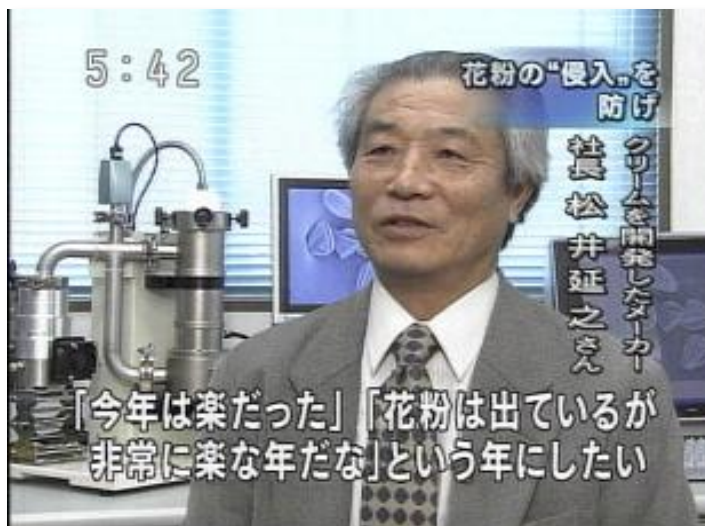 5:42
花粉の“侵入„を
防げ
クリームを開発したメーカー
社長 松井延之さん
「今年は楽だった」「花粉は出ているが
非常に楽な年だな」という年にしたい